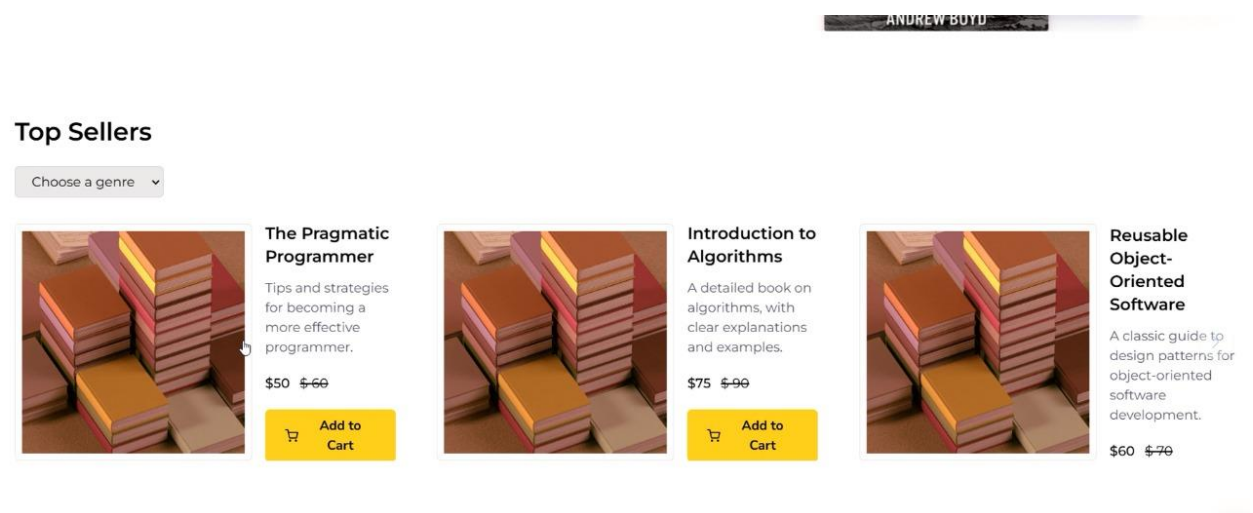 ANDREW BOYD
Top Sellers
Choose a genre
The Pragmatic
Programmer
Tips and strategies
for becoming a
more effective
programmer.
$50 $60
Add to
Cart
Introduction to
Algorithms
A detailed book on
algorithms, with
clear explanations
and examples.
$75 $90
Add to
Cart
Reusable
Object-
Oriented
Software
A classic guide to
design patterns for
object-oriented
software
development.
$60 $70